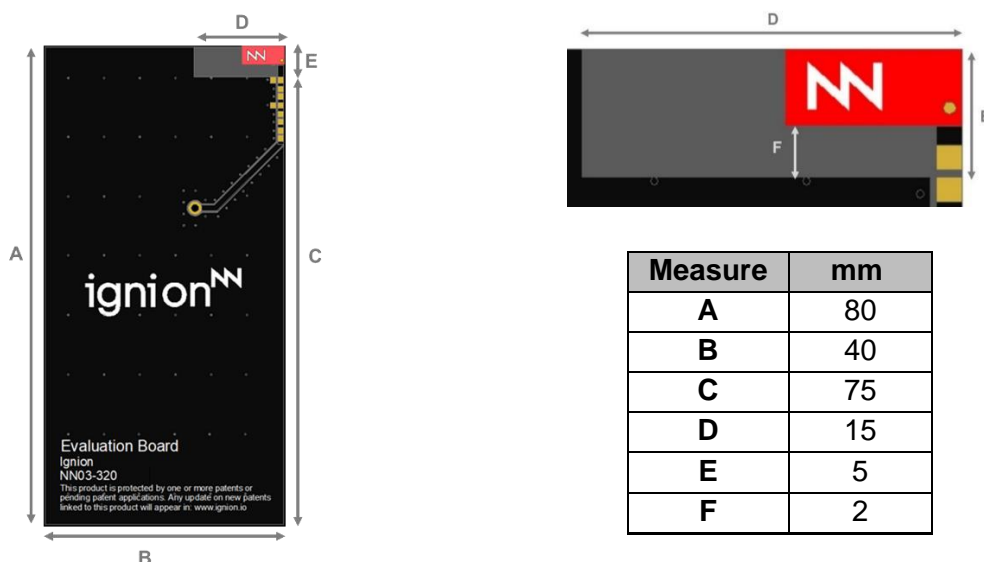 D
E
A
C
ignion
Evaluation Board
Ignion
NN03-320
This product is protected by one or more patents or
pending patent applications. Any update on new patents
linked to this product will appear in: www.ignion.io
B
D
F
E
Measure mm
A 80
B 40
C 75
D 15
E 5
F 2